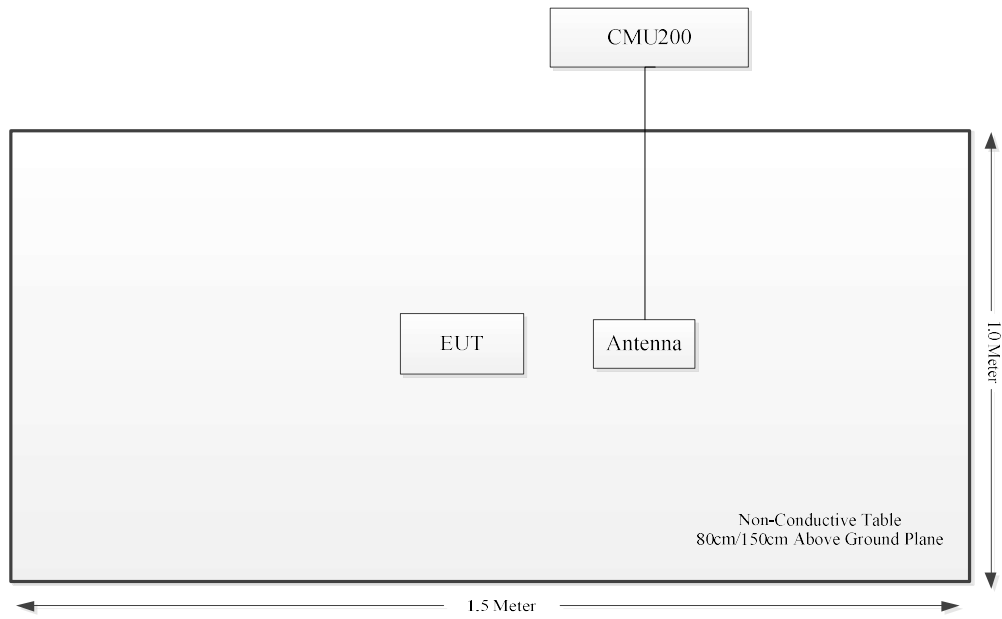 CMU200
EUT
Antenna
1.0 Meter
Non-Conductive Table
80cm/150cm Above Ground Plane
1.5 Meter